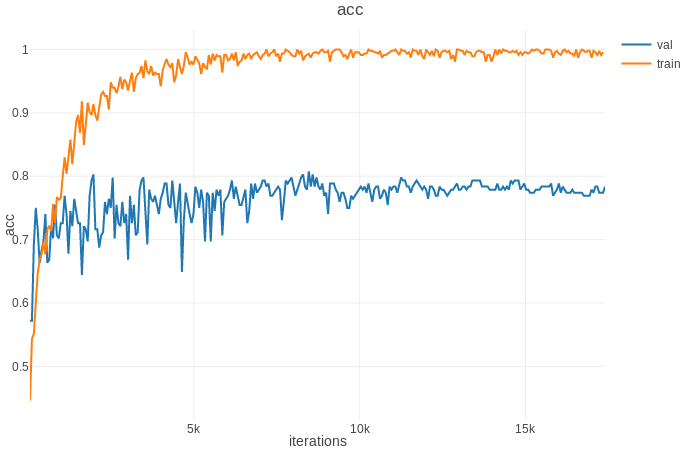 acc
val
train
1
0.9
0.8
0.7
0.6
0.5
acc
5k
10k
15k
iterations